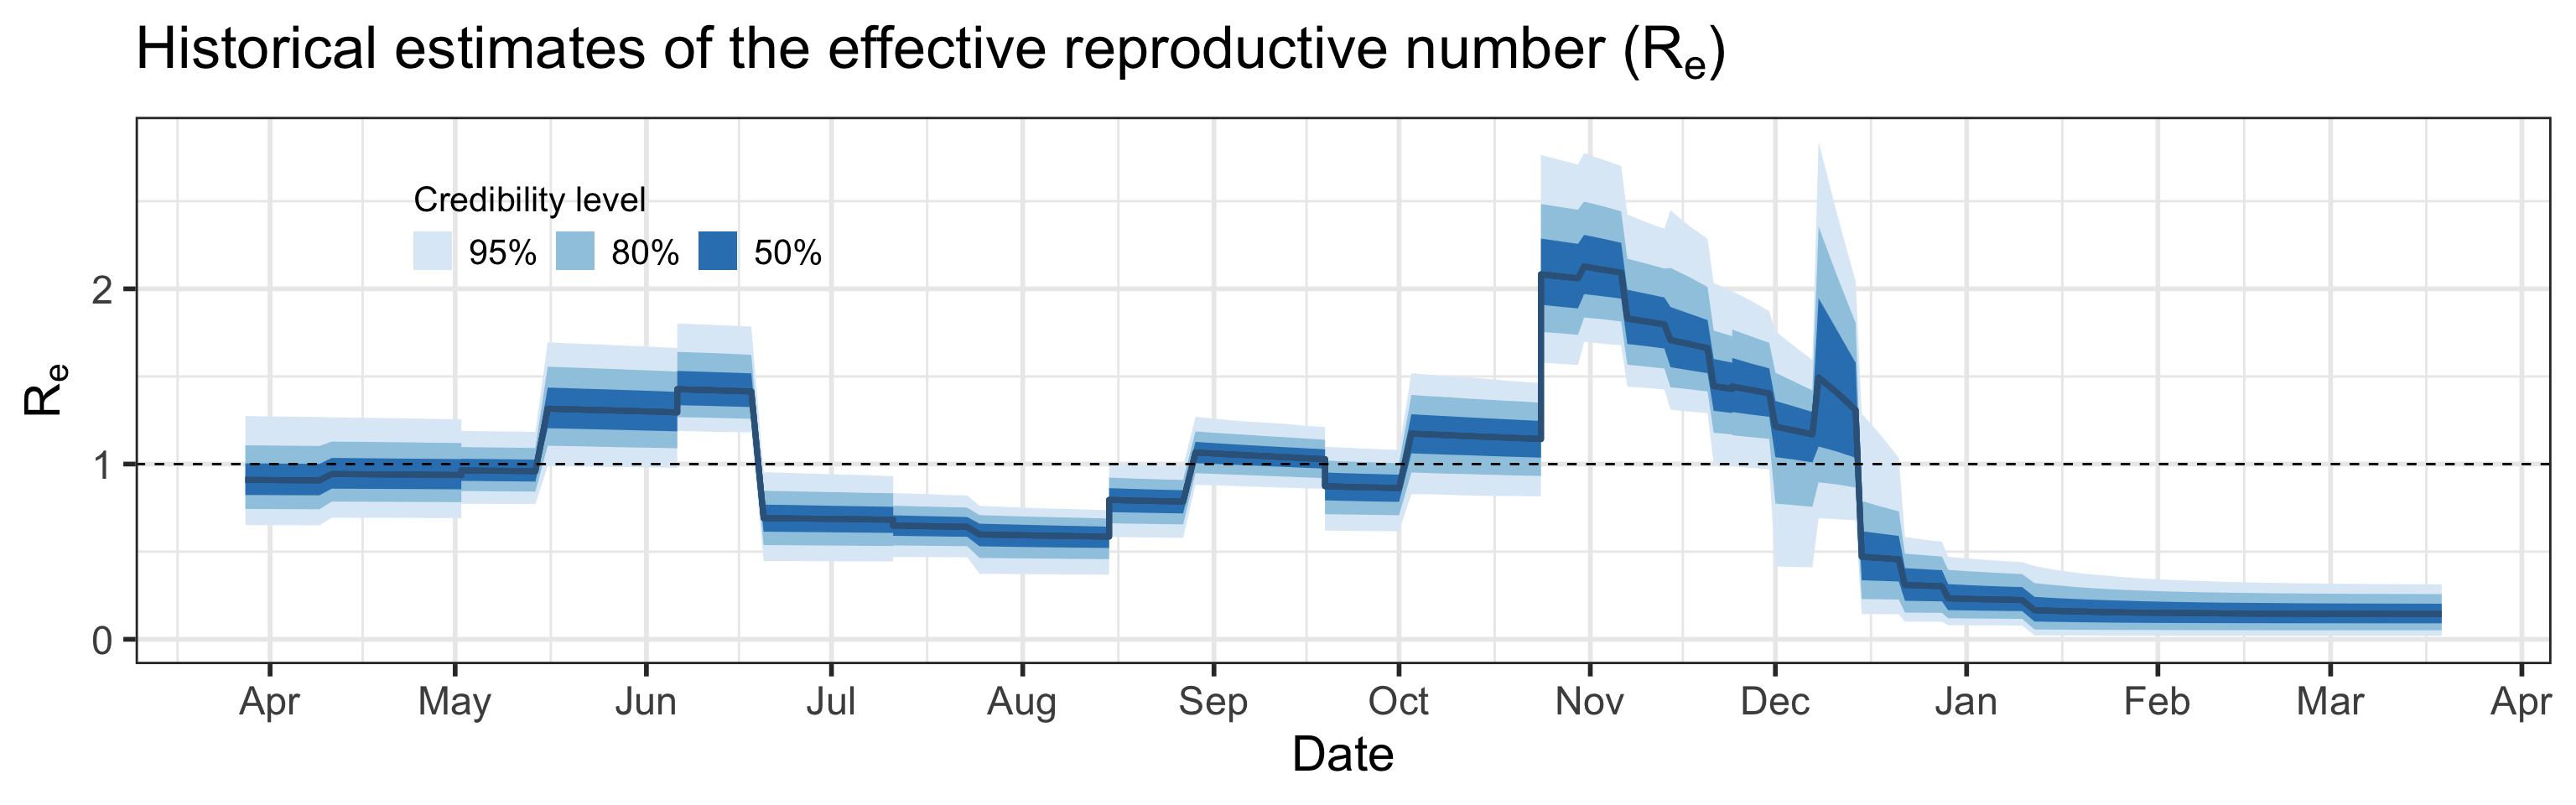 Historical estimates of the effective reproductive number (Re)
Credibility level
95% 80% 50%
2
1
0
Re
Apr May Jun Jul Aug Sep Oct Nov Dec Jan Feb Mar Apr
Date